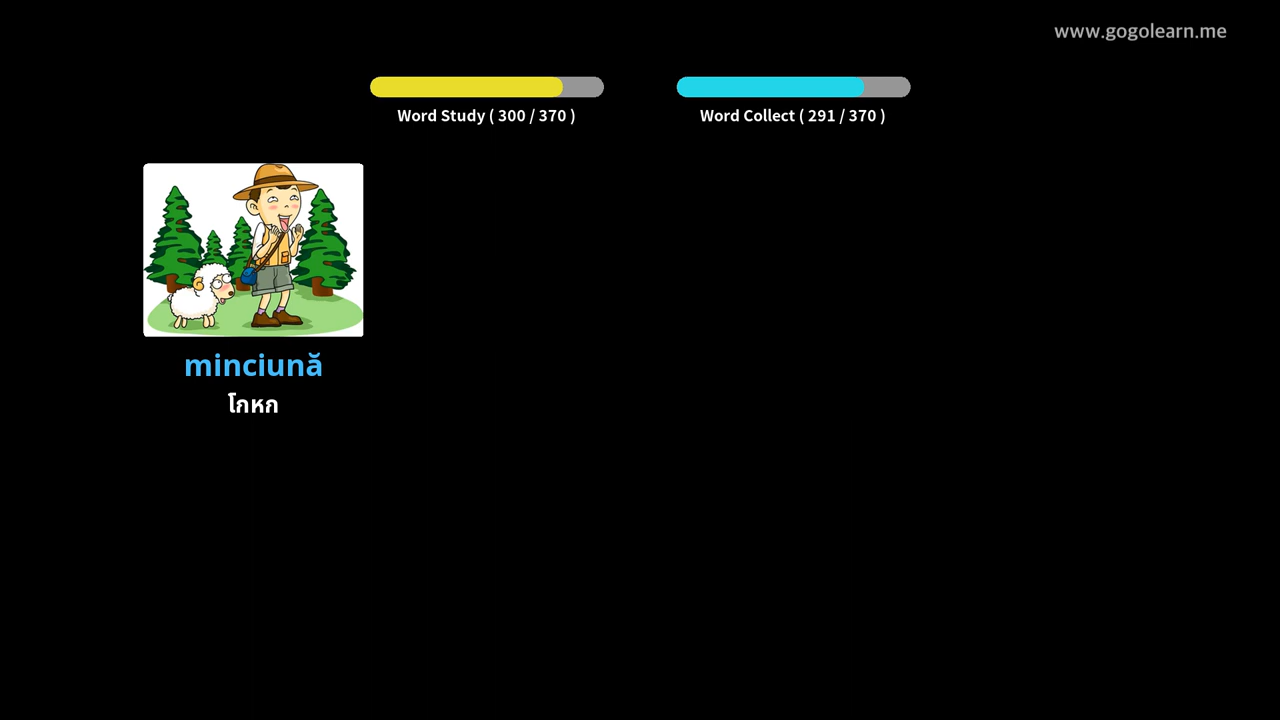 www.gogolearn.me
Word Study ( 300 / 370 )
Word Collect ( 291 / 370 )
minciună
โกหก